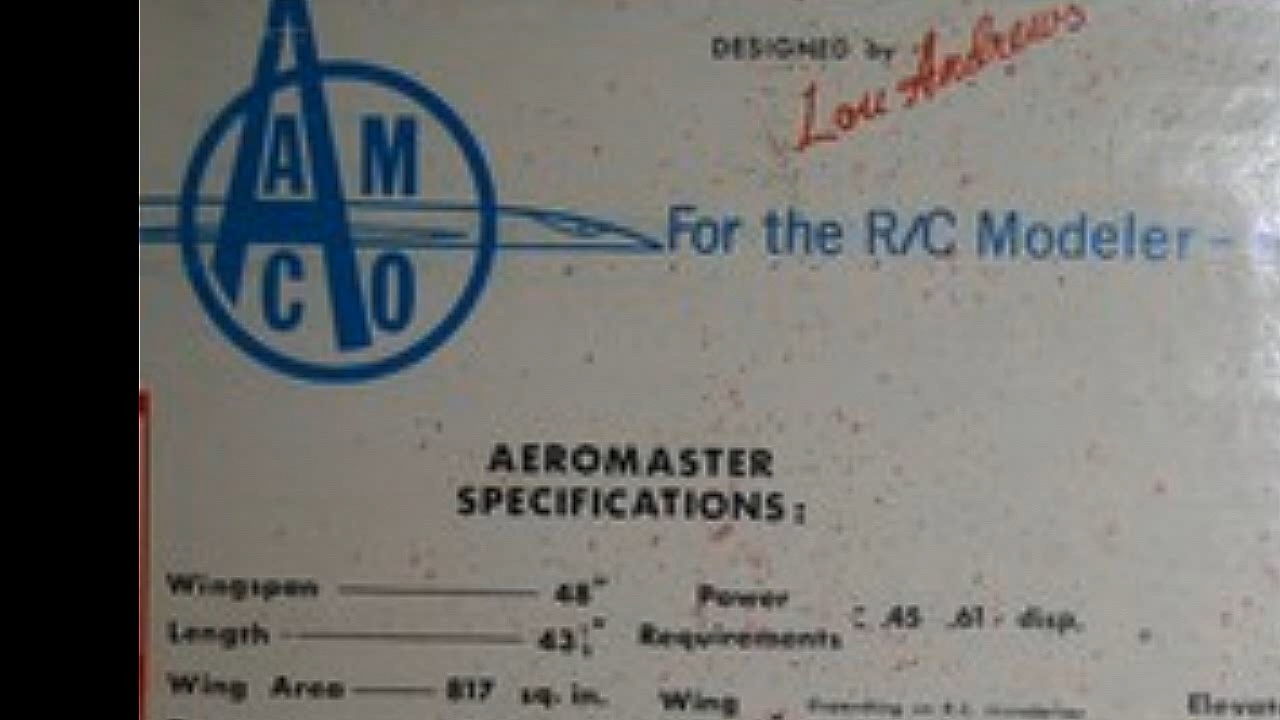 DESIGNED by
Lou Andrews
A M
C O
For the R/C Modeler -
AEROMASTER
SPECIFICATIONS:
Wingspan 48"
Length 43
Power Requirements : .45 .61 - disp.
Wing Area 817 sq. in.
Wing